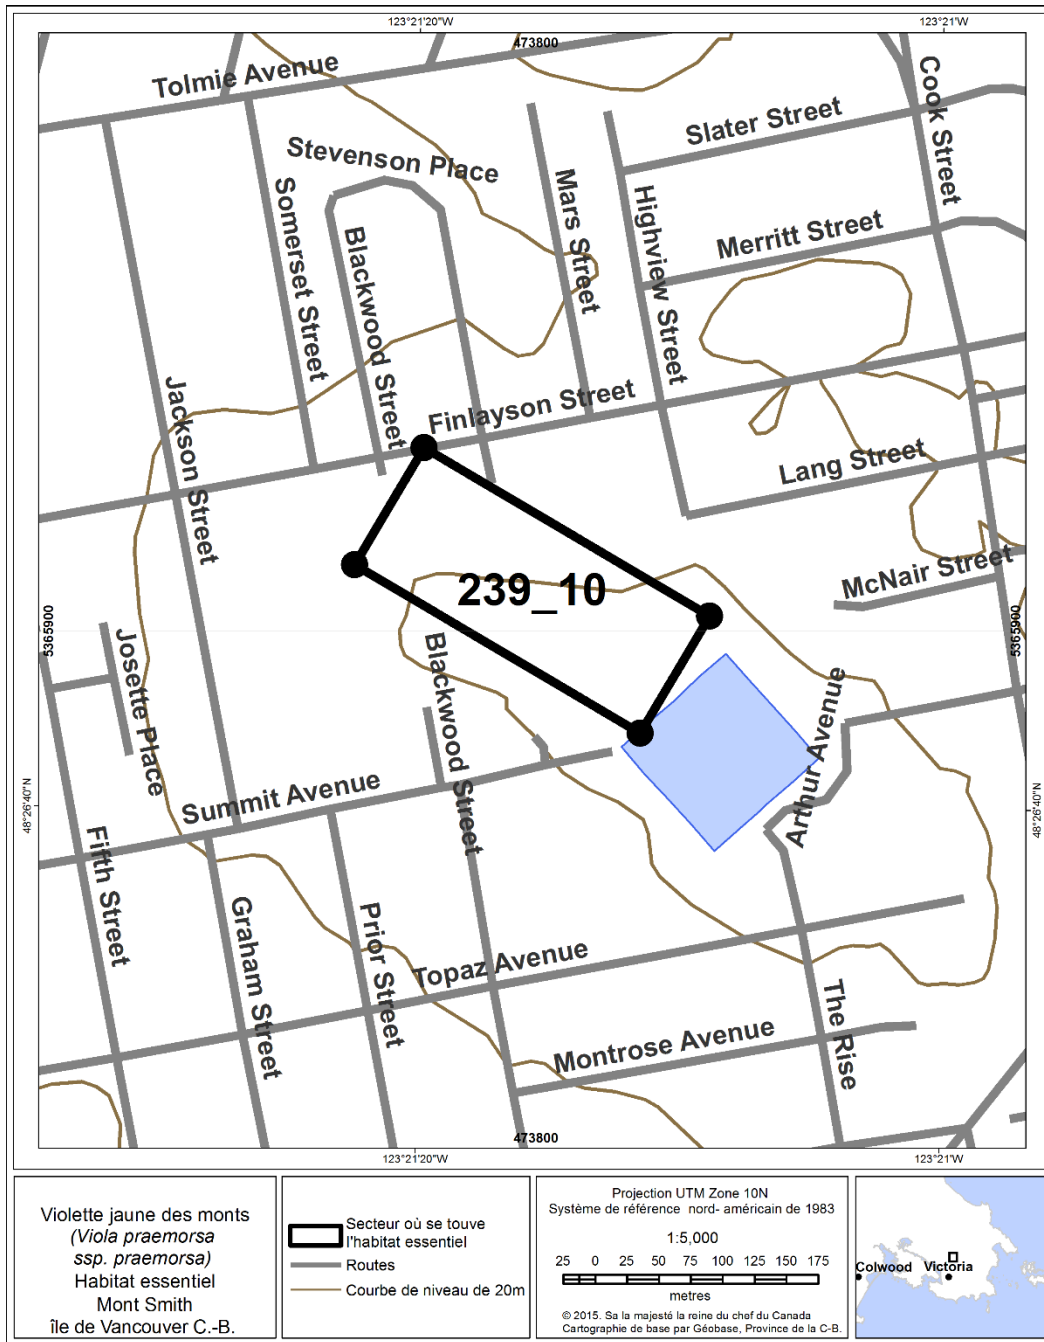 123°21'20"W
123°21'W
473800
Tolmie Avenue
Cook Street
Slater Street
Stevenson Place
Mars Street
Somerset Street
Highview Street
Merritt Street
Blackwood Street
Jackson Street
Finlayson Street
Lang Street
239_10
McNair Street
5365900
5365900
Josette Place
Blackwood Street
Arthur Avenue
Summit Avenue
48°26'40"N
48°26'40"N
Fifth Street
Graham Street
Prior Street
Topaz Avenue
The Rise
Montrose Avenue
473800
123°21'20"W
123°21'W
Violette jaune des monts
(Viola praemorsa
ssp. praemorsa)
Habitat essentiel
Mont Smith
île de Vancouver C.-B.
Secteur où se touve
l'habitat essentiel
Routes
Courbe de niveau de 20m
Projection UTM Zone 10N
Système de référence nord- américain de 1983
1:5,000
25 0 25 50 75 100 125 150 175
metres
© 2015. Sa la majesté la reine du chef du Canada
Cartographie de base par Géobase, Province de la C-B.
Colwood
Victoria